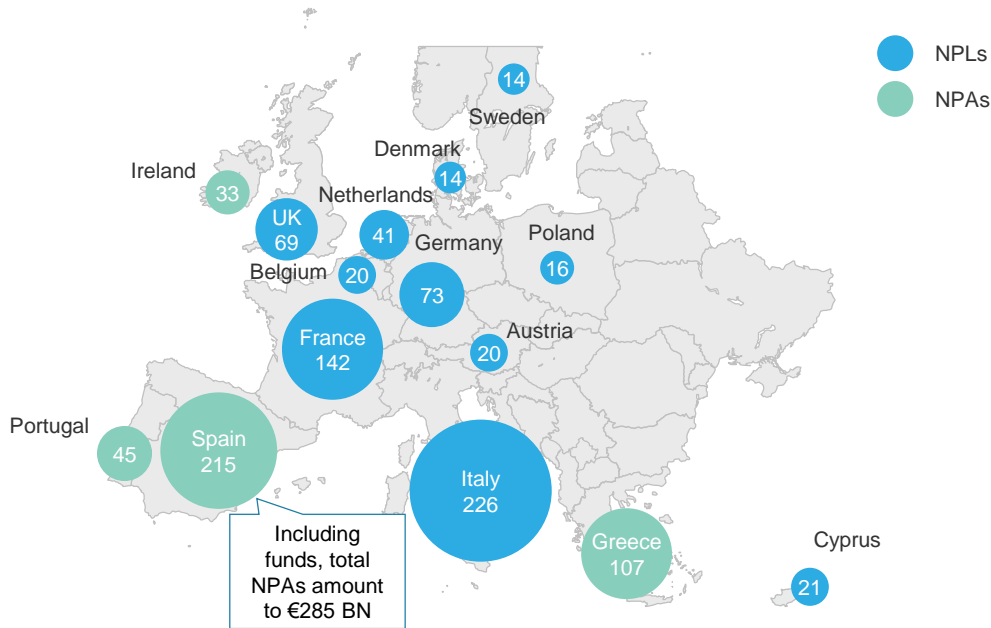 NPLs
NPAs
14
Sweden
Denmark
14
Ireland
33
Netherlands
UK
69
41
Germany
Poland
16
Belgium
20
73
France
142
Austria
20
Portugal
45
Spain
215
Italy
226
Including
funds, total
NPAs amount
to €285 BN
Greece
107
Cyprus
21